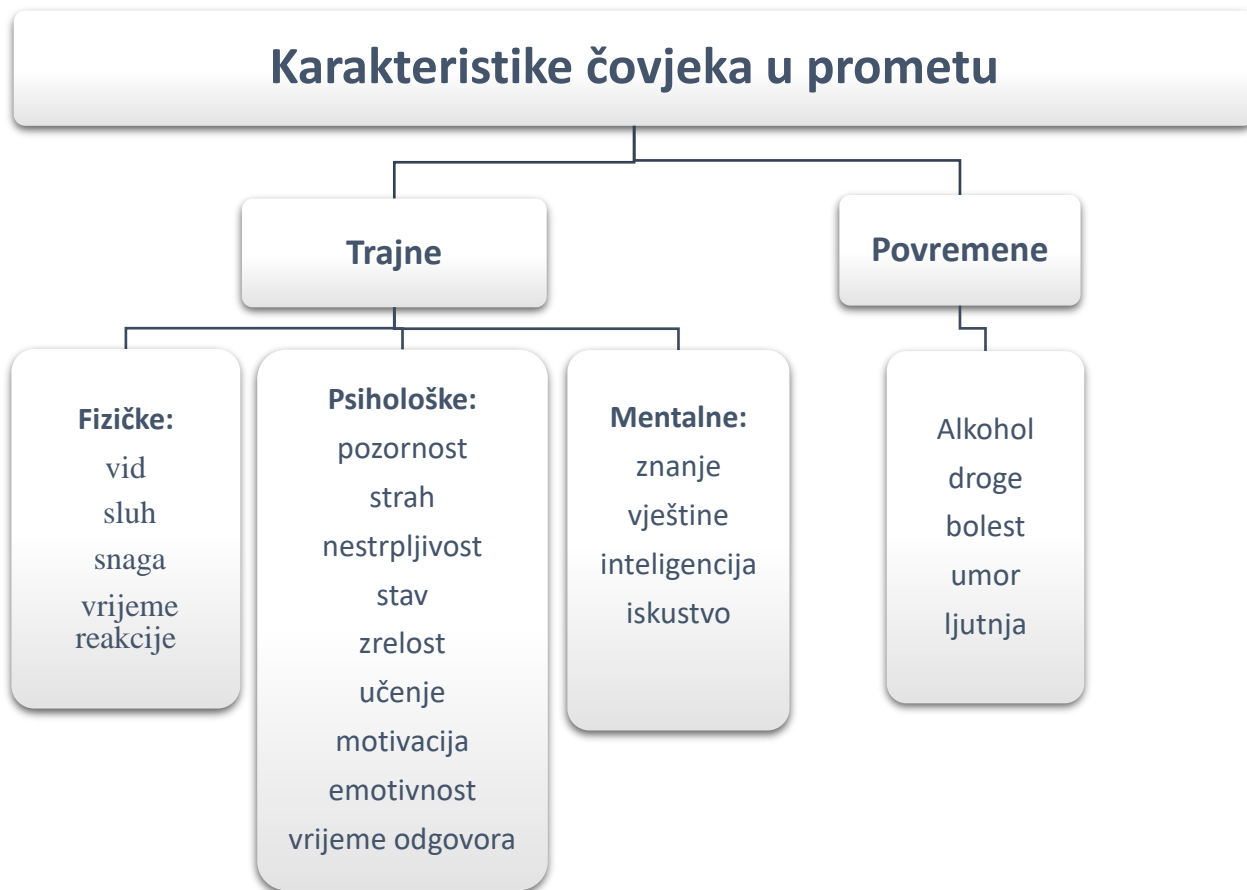 Karakteristike čovjeka u prometu
Trajne
Povremene
Fizičke:
vid
sluh
snaga
vrijeme
reakcije
Psihološke:
pozornost
strah
nestrpljivost
stav
zrelost
učenje
motivacija
emotivnost
vrijeme odgovora
Mentalne:
znanje
vještine
inteligencija
iskustvo
Alkohol
droge
bolest
umor
ljutnja